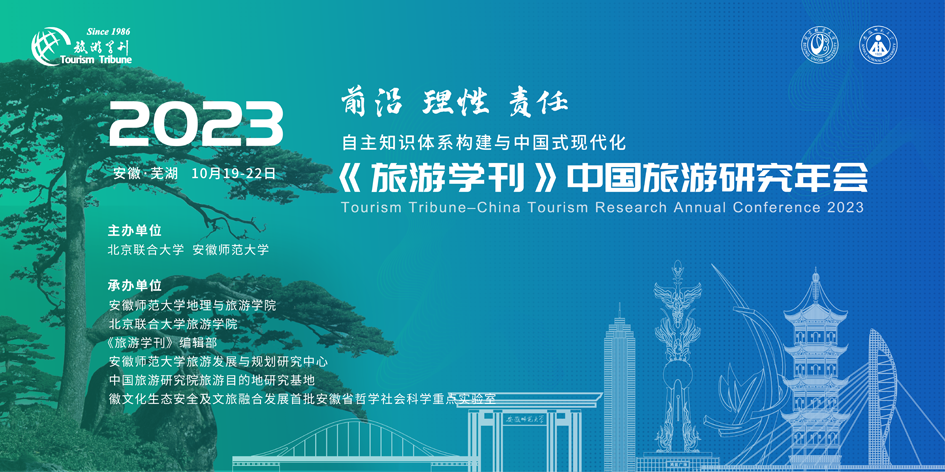 Since 1986
旅游学刊
Tourism Tribune
2023
安徽·芜湖 10月19-22日
前沿 理性 责任
自主知识体系构建与中国式现代化
《旅游学刊》中国旅游研究年会
Tourism Tribune–China Tourism Research Annual Conference 2023
主办单位
北京联合大学 安徽师范大学
承办单位
安徽师范大学地理与旅游学院
北京联合大学旅游学院
《旅游学刊》编辑部
安徽师范大学旅游发展与规划研究中心
中国旅游研究院旅游目的地研究基地
徽文化生态安全及文旅融合发展首批安徽省哲学社会科学重点实验室
安徽师范大学